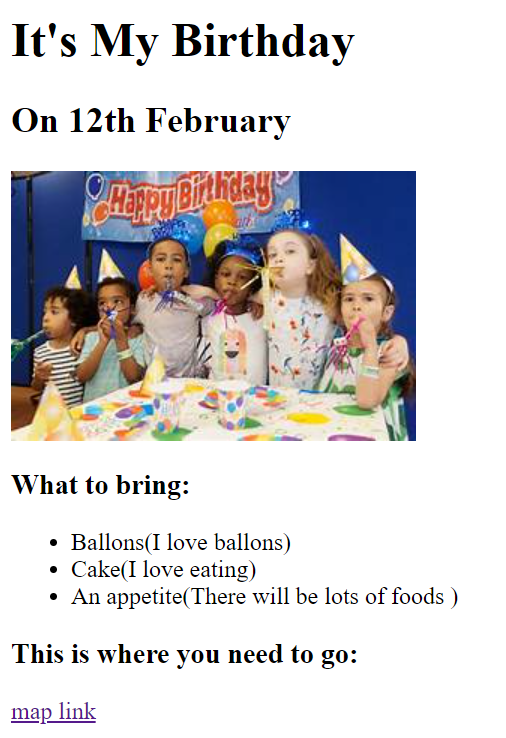 It's My Birthday
On 12th February
Happy Birthday
What to bring:
Ballons(I love ballons)
Cake(I love eating)
An appetite(There will be lots of foods )
This is where you need to go:
map link